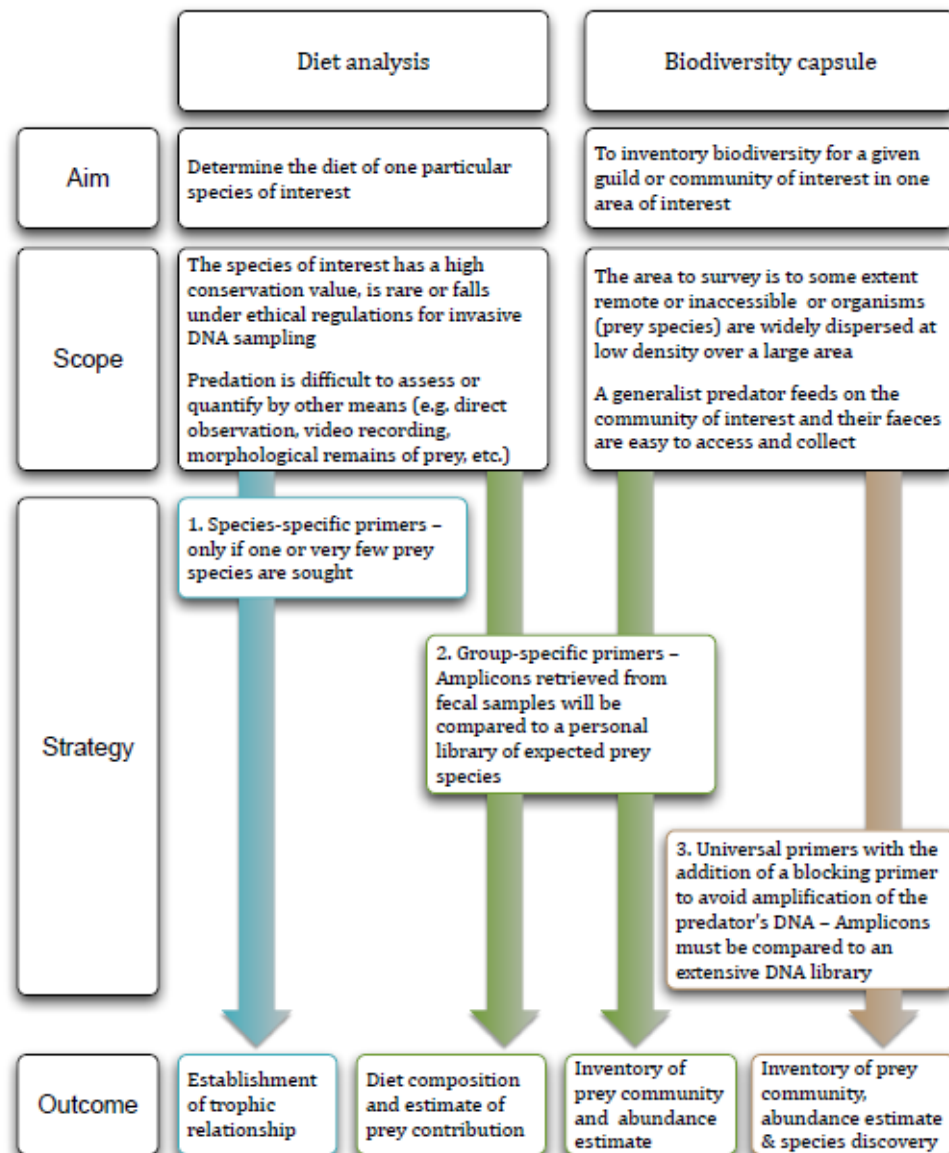 Diet analysis
Biodiversity capsule
Aim
Determine the diet of one particular
species of interest
To inventory biodiversity for a given
guild or community of interest in one
area of interest
Scope
The species of interest has a high
conservation value, is rare or falls
under ethical regulations for invasive
DNA sampling
Predation is difficult to assess or
quantify by other means (e.g. direct
observation, video recording,
morphological remains of prey, etc.)
The area to survey is to some extent
remote or inaccessible or organisms
(prey species) are widely dispersed at
low density over a large area
A generalist predator feeds on the
community of interest and their faeces
are easy to access and collect
Strategy
1. Species-specific primers –
only if one or very few prey
species are sought
2. Group-specific primers –
Amplicons retrieved from
fecal samples will be
compared to a personal
library of expected prey
species
3. Universal primers with the
addition of a blocking primer
to avoid amplification of the
predator's DNA – Amplicons
must be compared to an
extensive DNA library
Outcome
Establishment
of trophic
relationship
Diet composition
and estimate of
prey contribution
Inventory of
prey community
and abundance
estimate
Inventory of prey
community,
abundance estimate
& species discovery